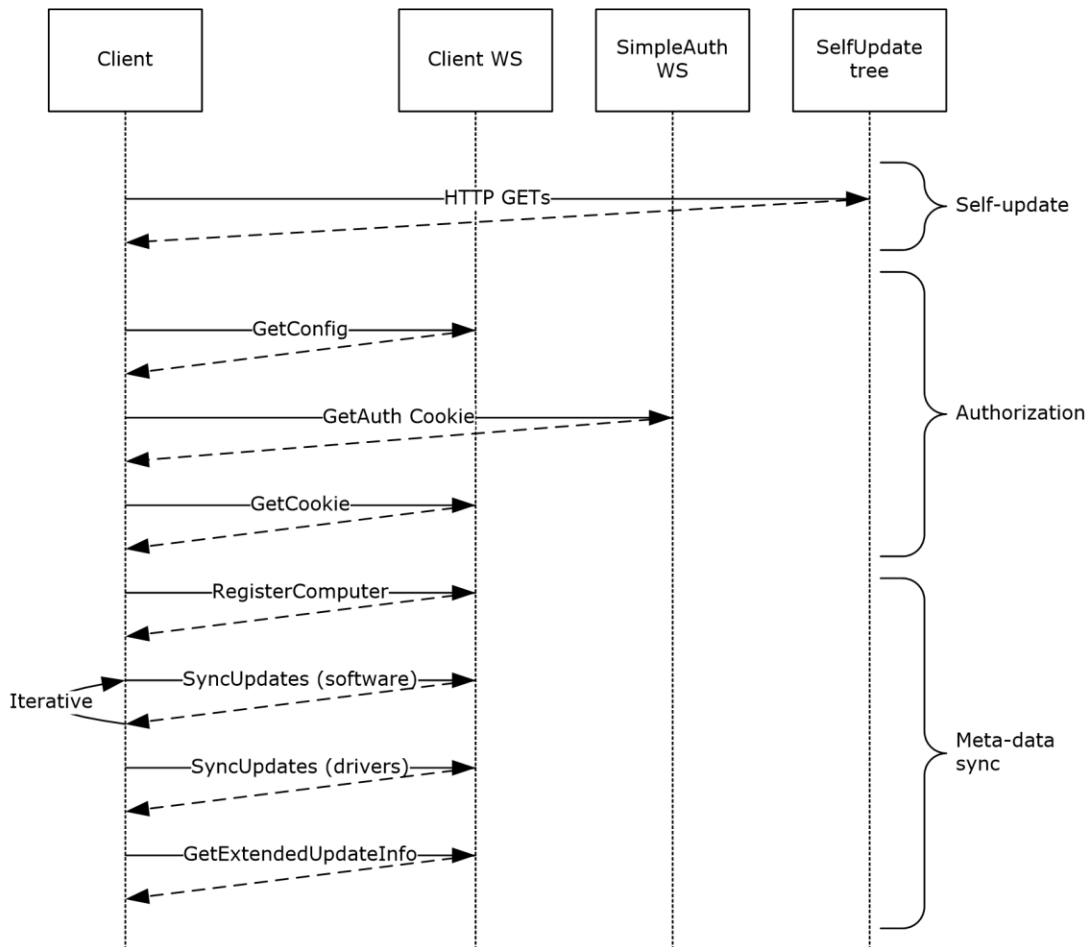 Client
Client WS
SimpleAuth
WS
SelfUpdate
tree
HTTP GETs
Self-update
GetConfig
GetAuth Cookie
Authorization
GetCookie
RegisterComputer
SyncUpdates (software)
Iterative
Meta-data
sync
SyncUpdates (drivers)
GetExtendedUpdateInfo